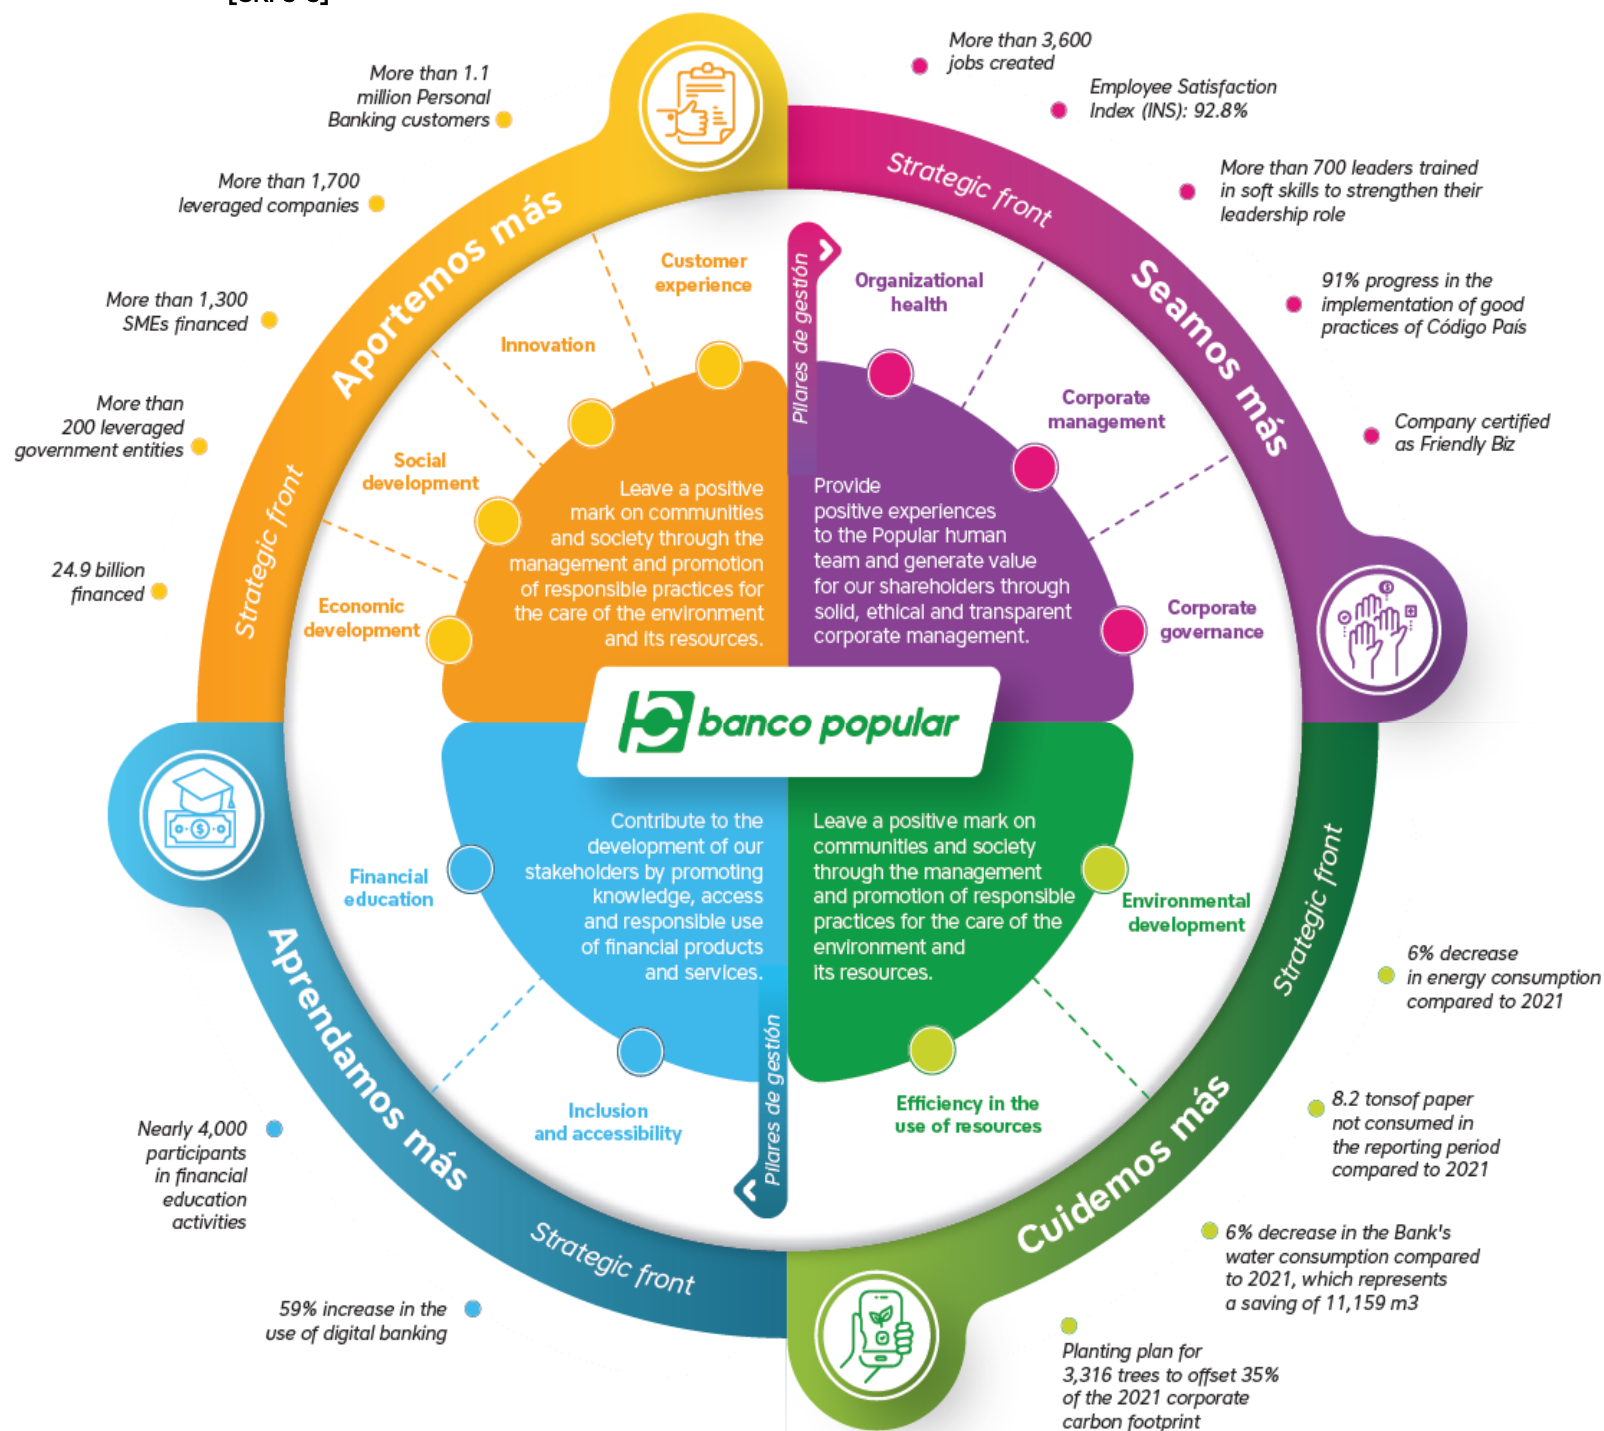 More than 1.1
million Personal
Banking customers
More than 1,700
leveraged companies
More than 1,300
SMEs financed
More than
200 leveraged
government entities
24.9 billion
financed
Strategic front
Aportemos más
Customer
experience
Innovation
Social
development
Economic
development
Leave a positive
mark on communities
and society through the
management and promotion
of responsible practices for
the care of the environment
and its resources.
More than 3,600
jobs created
Employee Satisfaction
Index (INS): 92.8%
More than 700 leaders trained
in soft skills to strengthen their
leadership role
91% progress in the
implementation of good
practices of Código País
Company certified
as Friendly Biz
Strategic front
Seamos más
Pilares de gestión
Organizational
health
Corporate
management
Corporate
governance
Provide
positive experiences
to the Popular human
team and generate value
for our shareholders through
solid, ethical and transparent
corporate management.
banco popular
Contribute to the
development of our
stakeholders by promoting
knowledge, access
and responsible use
of financial products
and services.
Financial
education
Inclusion
and accessibility
Pilares de gestión
Aprendamos más
Strategic front
Nearly 4,000
participants
in financial
education
activities
59% increase in the
use of digital banking
Leave a positive mark on
communities and society
through the management
and promotion of responsible
practices for the care of the
environment and
its resources.
Environmental
development
Efficiency in the
use of resources
Strategic front
Cuidemos más
6% decrease
in energy consumption
compared to 2021
8.2 tonsof paper
not consumed in
the reporting period
compared to 2021
6% decrease in the Bank's
water consumption compared
to 2021, which represents
a saving of 11,159 m3
Planting plan for
3,316 trees to offset 35%
of the 2021 corporate
carbon footprint